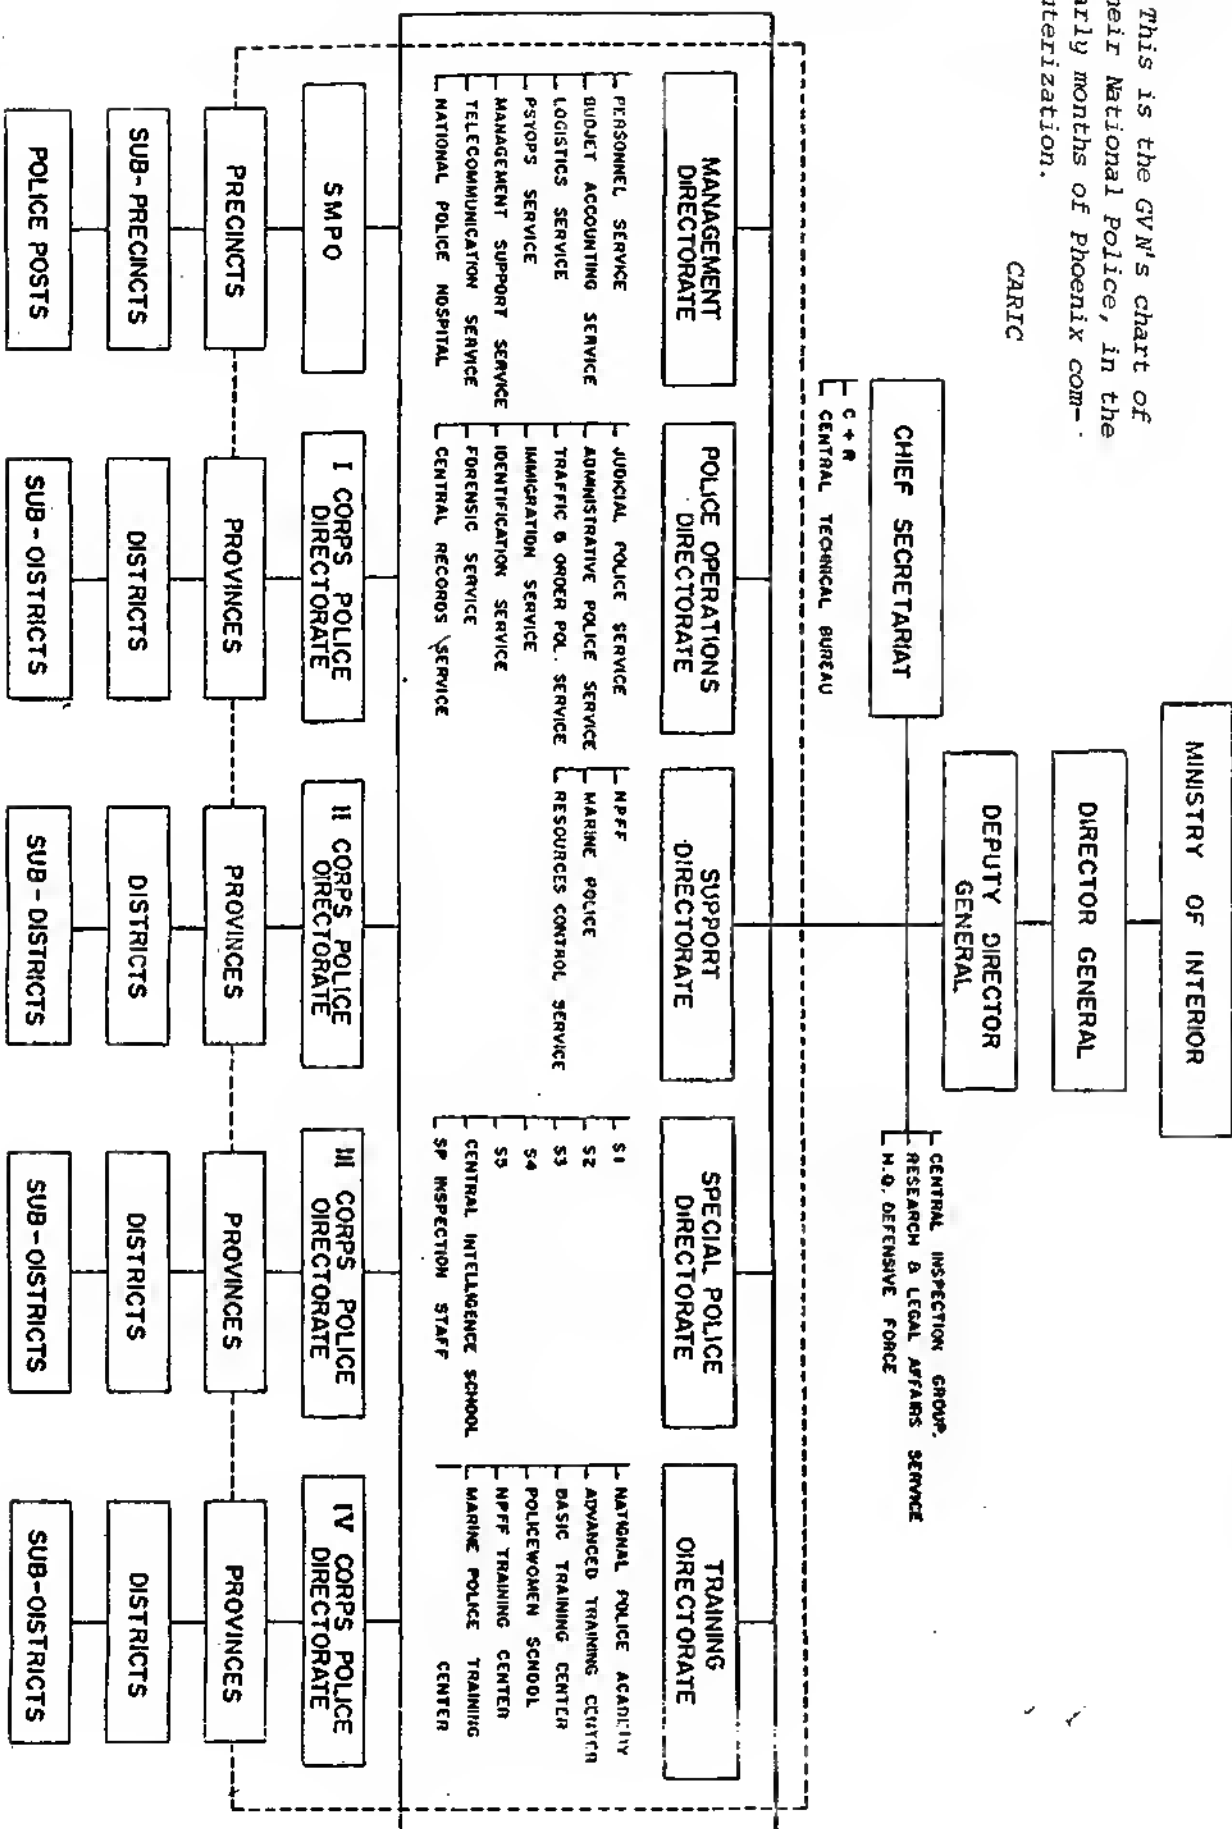 This is the GVN's chart of
their National Police, in the
early months of Phoenix com-
puterization.
CARIC
MINISTRY OF INTERIOR
DIRECTOR GENERAL
DEPUTY DIRECTOR
GENERAL
CHIEF SECRETARIAT
C + R
CENTRAL TECHNICAL BUREAU
CENTRAL INSPECTION GROUP.
RESEARCH & LEGAL AFFAIRS SERVICE
H.Q. DEFENSIVE FORCE
MANAGEMENT
DIRECTORATE
PERSONNEL SERVICE
BUDJET ACCOUNTING SERVICE
LOGISTICS SERVICE
PSYOPS SERVICE
MANAGEMENT SUPPORT SERVICE
TELECOMMUNICATION SERVICE
NATIONAL POLICE HOSPITAL
POLICE OPERATIONS
DIRECTORATE
JUDICIAL POLICE SERVICE
ADMINISTRATIVE POLICE SERVICE
TRAFFIC & ORDER POL. SERVICE
IMMIGRATION SERVICE
IDENTIFICATION SERVICE
FORENSIC SERVICE
CENTRAL RECORDS SERVICE
SUPPORT
DIRECTORATE
NPFF
MARINE POLICE
RESOURCES CONTROL SERVICE
SPECIAL POLICE
DIRECTORATE
S1
S2
S3
S4
S5
CENTRAL INTELLIGENCE SCHOOL
SP INSPECTION STAFF
TRAINING
DIRECTORATE
NATIONAL POLICE ACADEMY
ADVANCED TRAINING CENTER
BASIC TRAINING CENTER
POLICEWOMEN SCHOOL
NPFF TRAINING CENTER
MARINE POLICE TRAINING
CENTER
SMPO
PRECINCTS
SUB-PRECINCTS
POLICE POSTS
I CORPS POLICE
DIRECTORATE
PROVINCES
DISTRICTS
SUB-DISTRICTS
II CORPS POLICE
DIRECTORATE
PROVINCES
DISTRICTS
SUB-DISTRICTS
III CORPS POLICE
DIRECTORATE
PROVINCES
DISTRICTS
SUB-DISTRICTS
IV CORPS POLICE
DIRECTORATE
PROVINCES
DISTRICTS
SUB-DISTRICTS